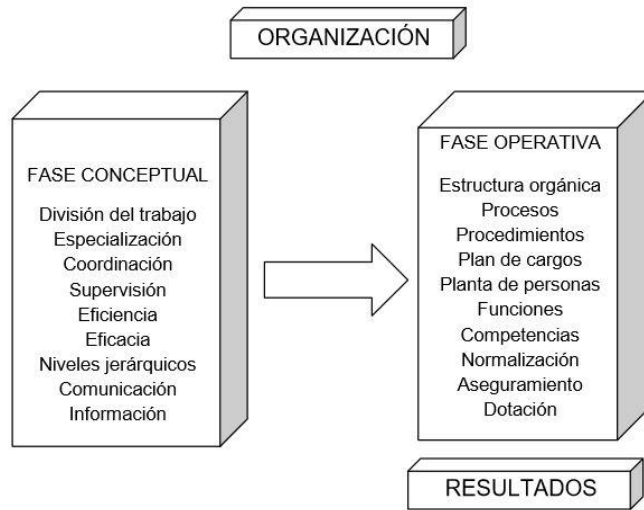 ORGANIZACIÓN
FASE CONCEPTUAL
División del trabajo
Especialización
Coordinación
Supervisión
Eficiencia
Eficacia
Niveles jerárquicos
Comunicación
Información
FASE OPERATIVA
Estructura orgánica
Procesos
Procedimientos
Plan de cargos
Planta de personas
Funciones
Competencias
Normalización
Aseguramiento
Dotación
RESULTADOS